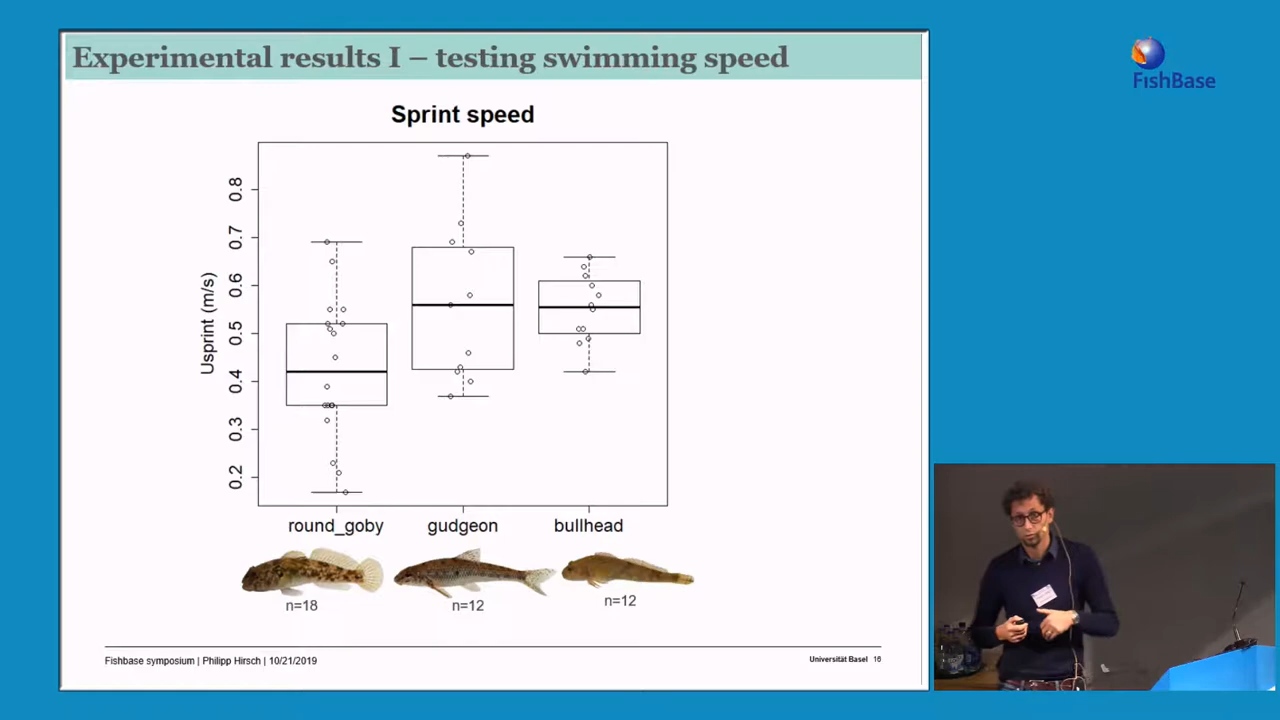 Experimental results I – testing swimming speed
FishBase
Sprint speed
Usprint (m/s)
0.8
0.7
0.6
0.5
0.4
0.3
0.2
round_goby
gudgeon
bullhead
n=18
n=12
n=12
Fishbase symposium | Philipp Hirsch | 10/21/2019
Universität Basel 16